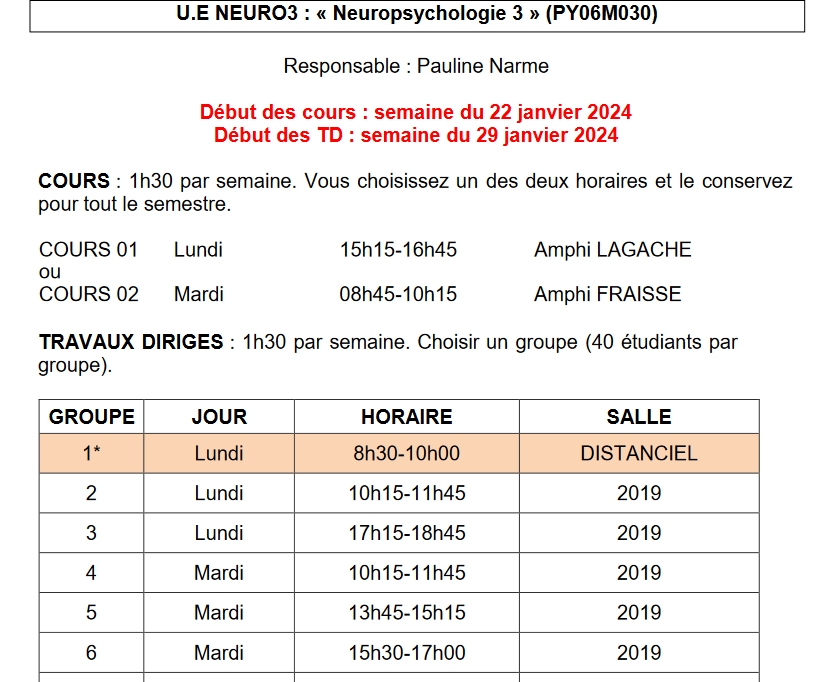 U.E NEURO3 : « Neuropsychologie 3 » (PY06M030)
Responsable : Pauline Narme
Début des cours : semaine du 22 janvier 2024
Début des TD : semaine du 29 janvier 2024
COURS : 1h30 par semaine. Vous choisissez un des deux horaires et le conservez
pour tout le semestre.
COURS 01 Lundi 15h15-16h45 Amphi LAGACHE
ou
COURS 02 Mardi 08h45-10h15 Amphi FRAISSE
TRAVAUX DIRIGES : 1h30 par semaine. Choisir un groupe (40 étudiants par
groupe).
GROUPE JOUR HORAIRE SALLE
1* Lundi 8h30-10h00 DISTANCIEL
2 Lundi 10h15-11h45 2019
3 Lundi 17h15-18h45 2019
4 Mardi 10h15-11h45 2019
5 Mardi 13h45-15h15 2019
6 Mardi 15h30-17h00 2019